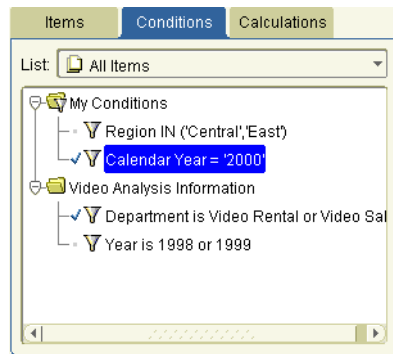 Items Conditions Calculations
List: All Items
My Conditions
Region IN ('Central','East')
Calendar Year = '2000'
Video Analysis Information
Department is Video Rental or Video Sal
Year is 1998 or 1999